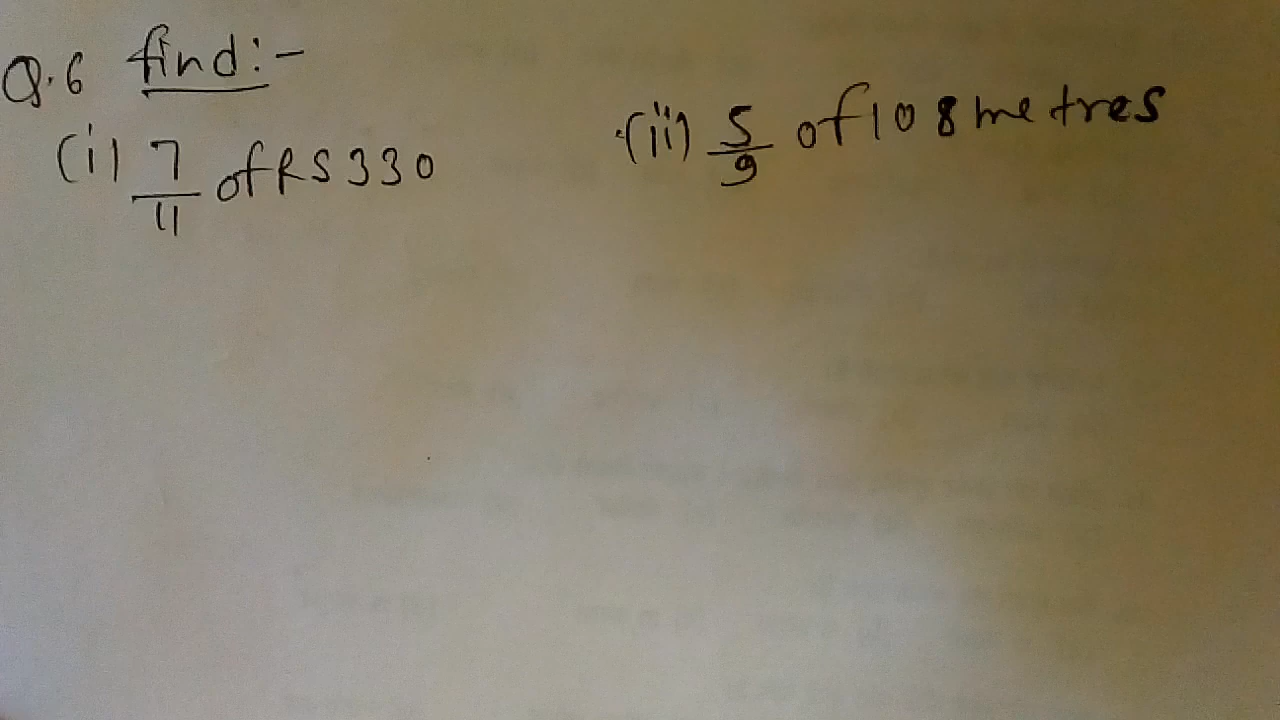 Q.6 find:-
(i) 7/11 of RS 330
(ii) 5/9 of 108 metres